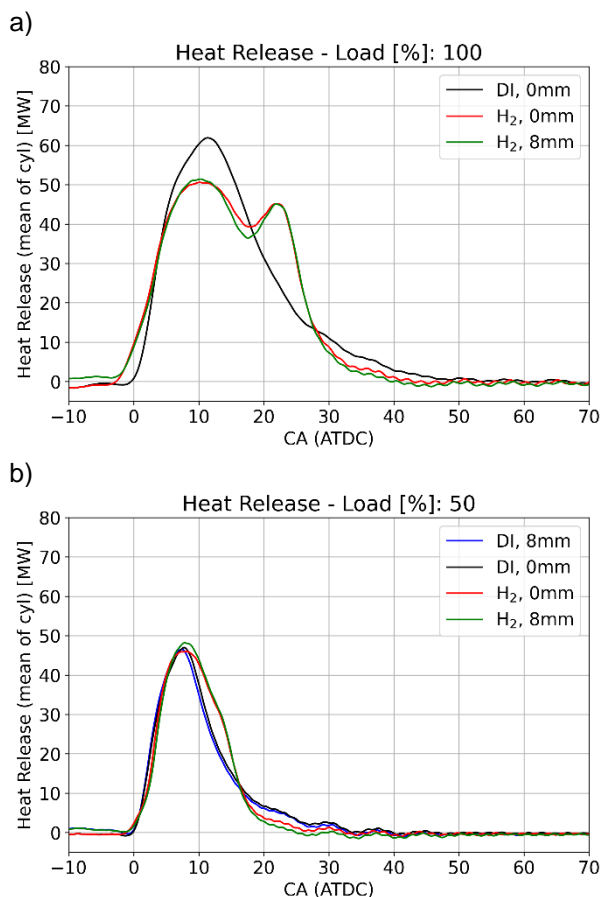 a)
Heat Release - Load [%]: 100
80
70
60
50
40
30
20
10
0
Heat Release (mean of cyl) [MW]
DI, 0mm
H₂, 0mm
H₂, 8mm
−10 0 10 20 30 40 50 60 70
CA (ATDC)
b)
Heat Release - Load [%]: 50
80
70
60
50
40
30
20
10
0
Heat Release (mean of cyl) [MW]
DI, 8mm
DI, 0mm
H₂, 0mm
H₂, 8mm
−10 0 10 20 30 40 50 60 70
CA (ATDC)